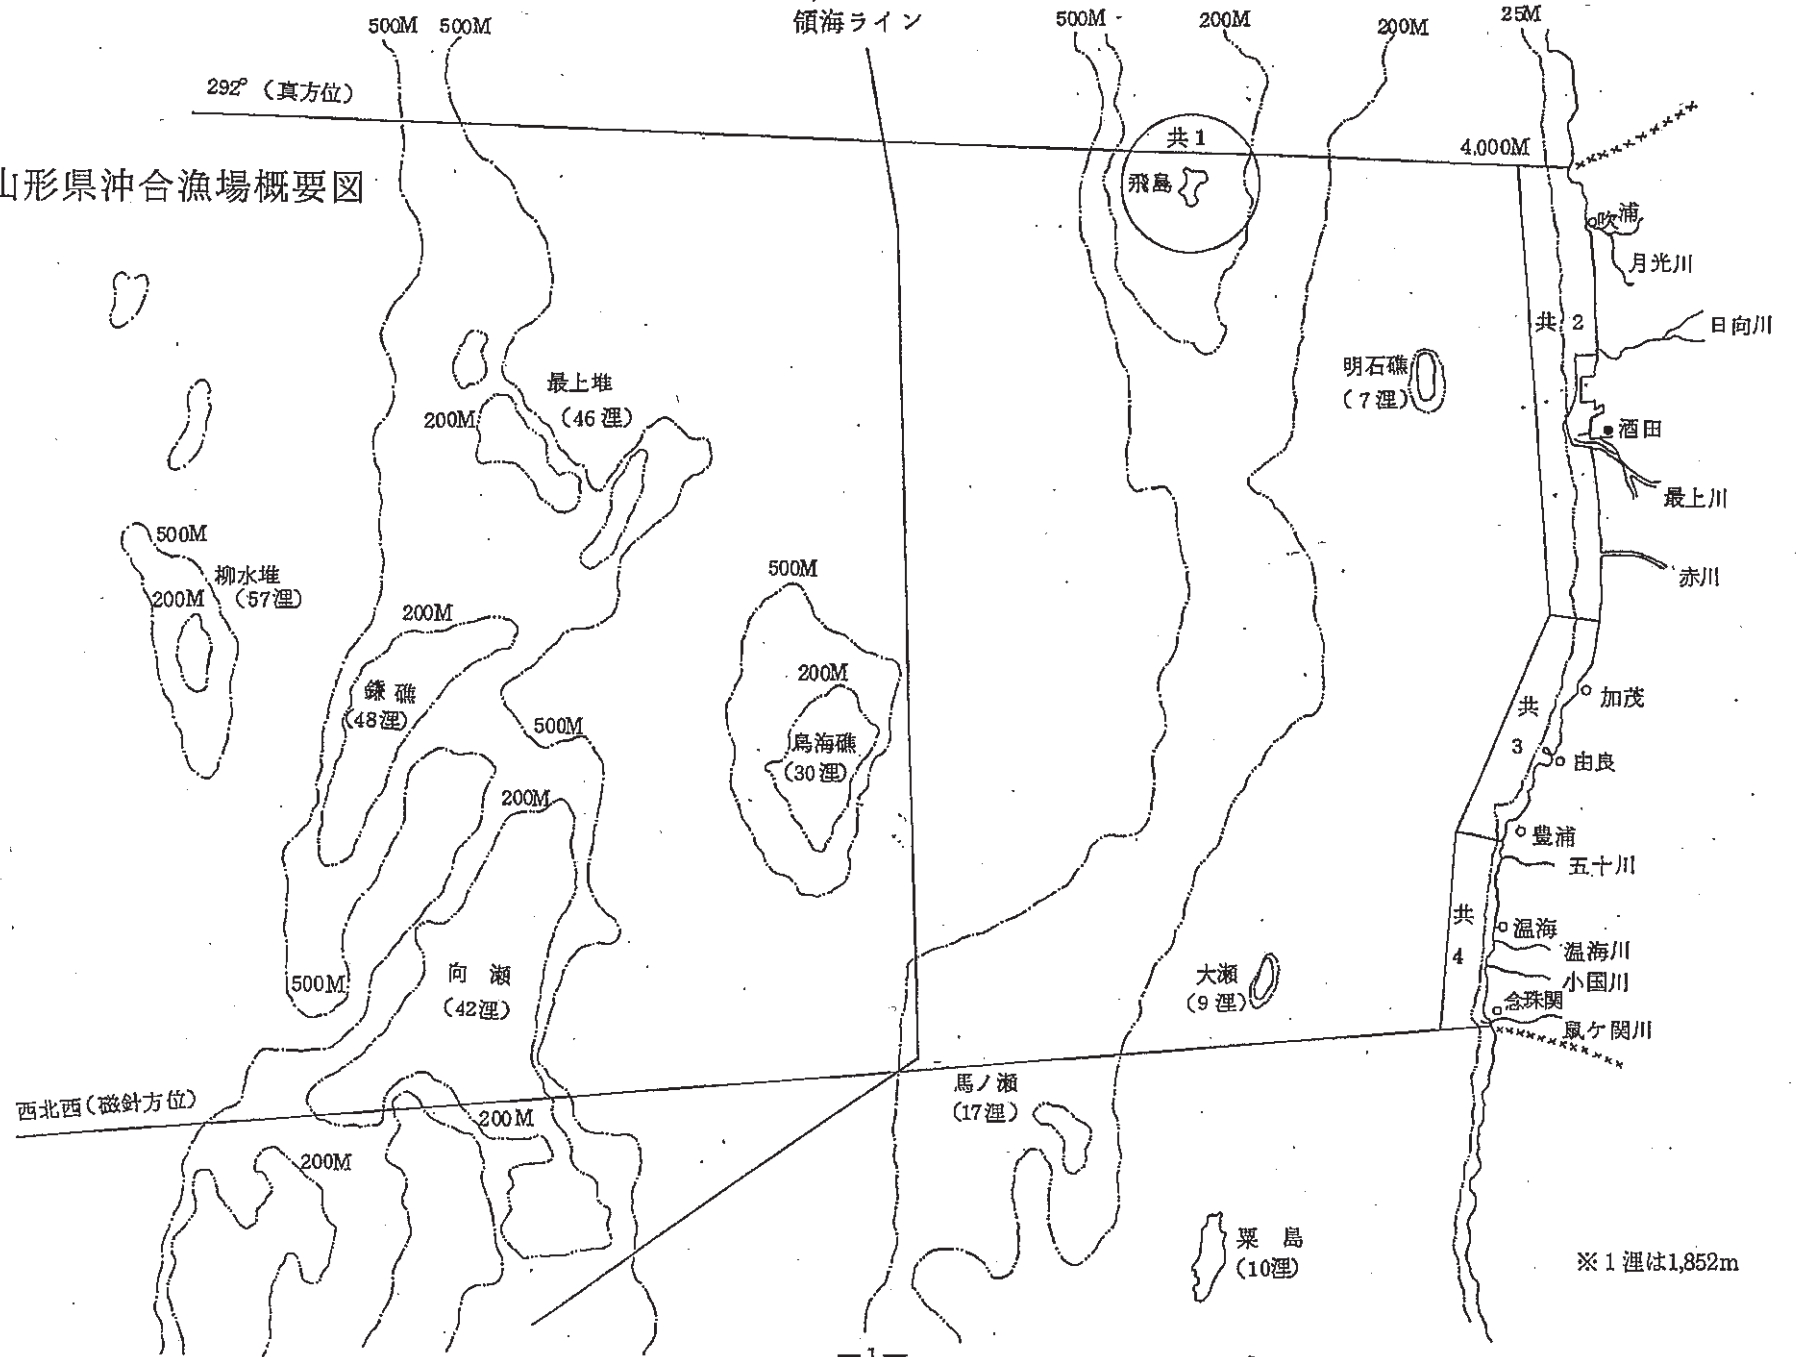 500M
500M
領海ライン
500M
200M
200M
25M
292°(真方位)
共1
4,000M
山形県沖合漁場概要図
飛島
吹浦
月光川
共 2
日向川
明石礁
(7浬)
最上堆
(46浬)
200M
酒田
最上川
500M
柳水堆
(57浬)
200M
500M
赤川
200M
鎌礁
(48浬)
200M
鳥海礁
(30浬)
500M
共
3
加茂
由良
200M
豊浦
五十川
共
4
温海
温海川
小国川
念珠関
鼠ケ関川
向瀬
(42浬)
500M
大瀬
(9浬)
西北西(磁針方位)
馬ノ瀬
(17浬)
200M
200M
粟島
(10浬)
※1浬は1,852m
—1—